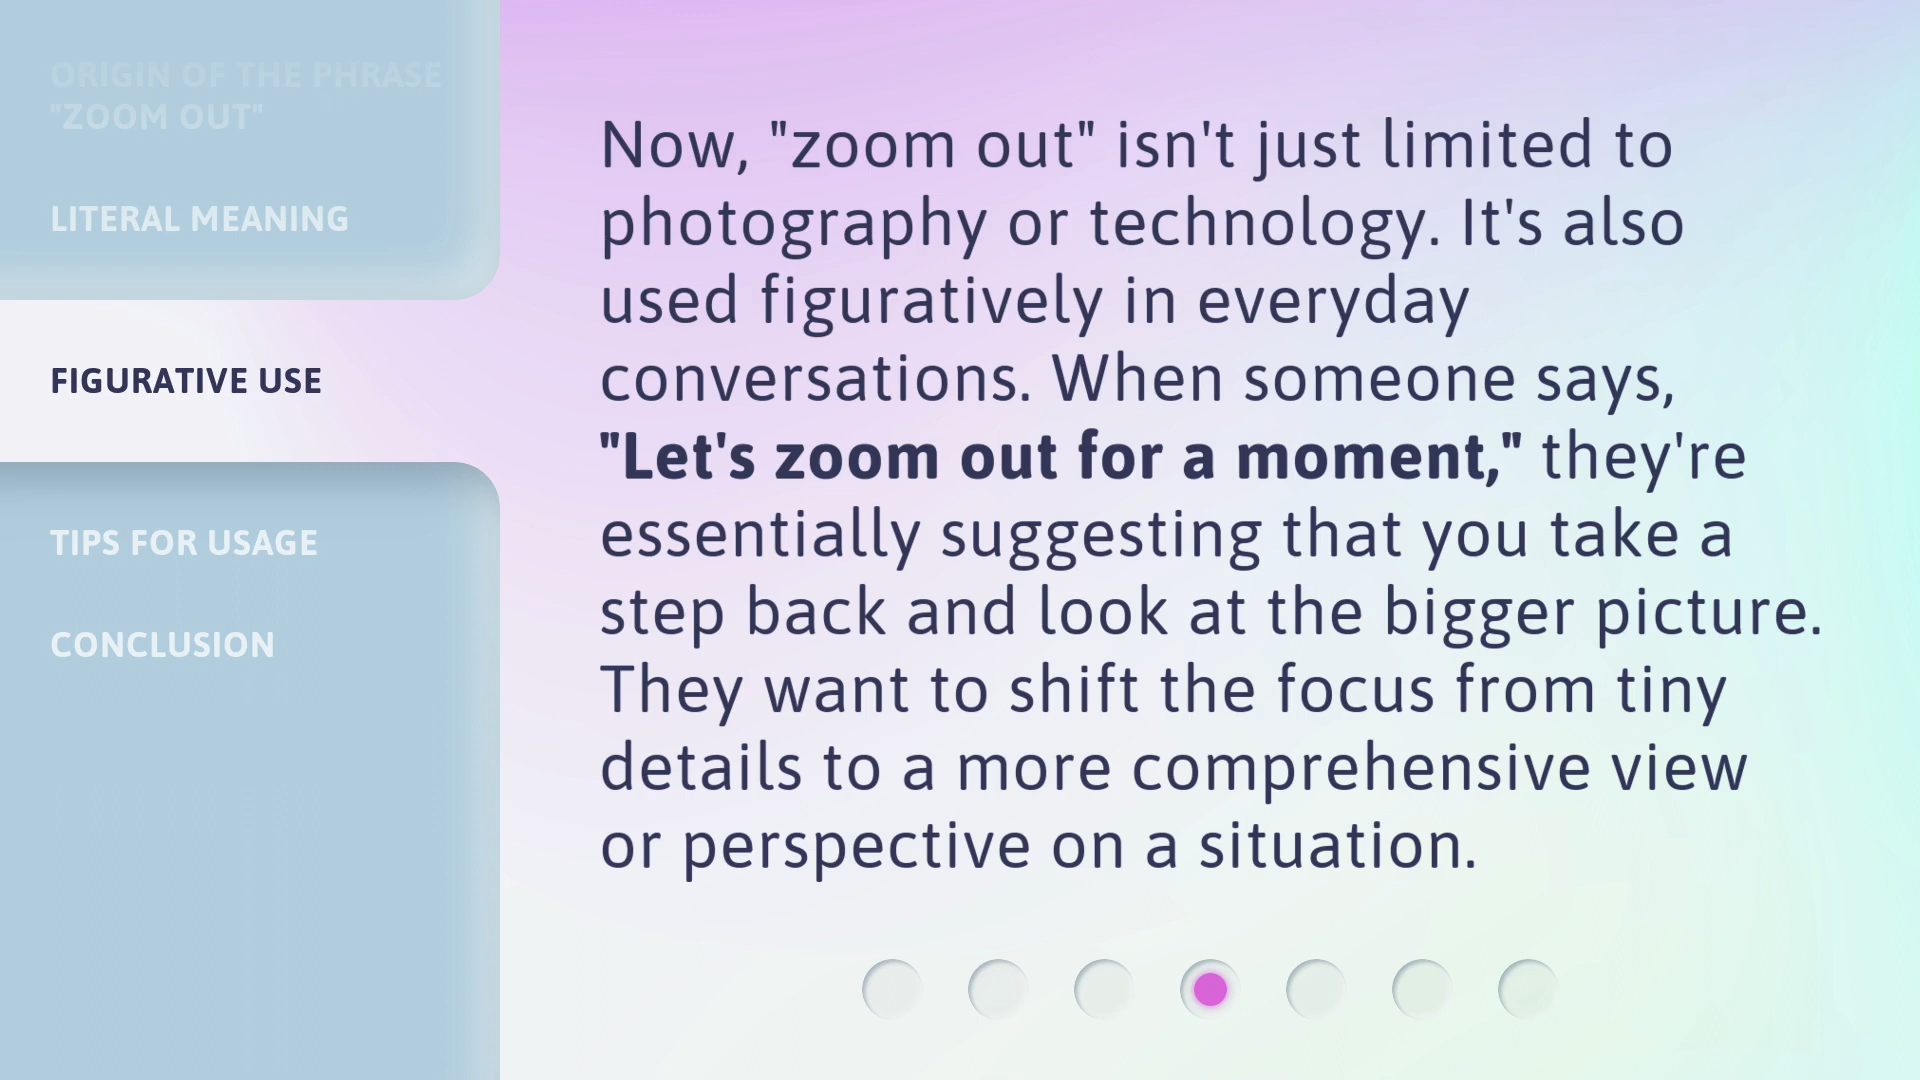 ORIGIN OF THE PHRASE
"ZOOM OUT"
LITERAL MEANING
FIGURATIVE USE
TIPS FOR USAGE
CONCLUSION
Now, "zoom out" isn't just limited to
photography or technology. It's also
used figuratively in everyday
conversations. When someone says,
"Let's zoom out for a moment," they're
essentially suggesting that you take a
step back and look at the bigger picture.
They want to shift the focus from tiny
details to a more comprehensive view
or perspective on a situation.